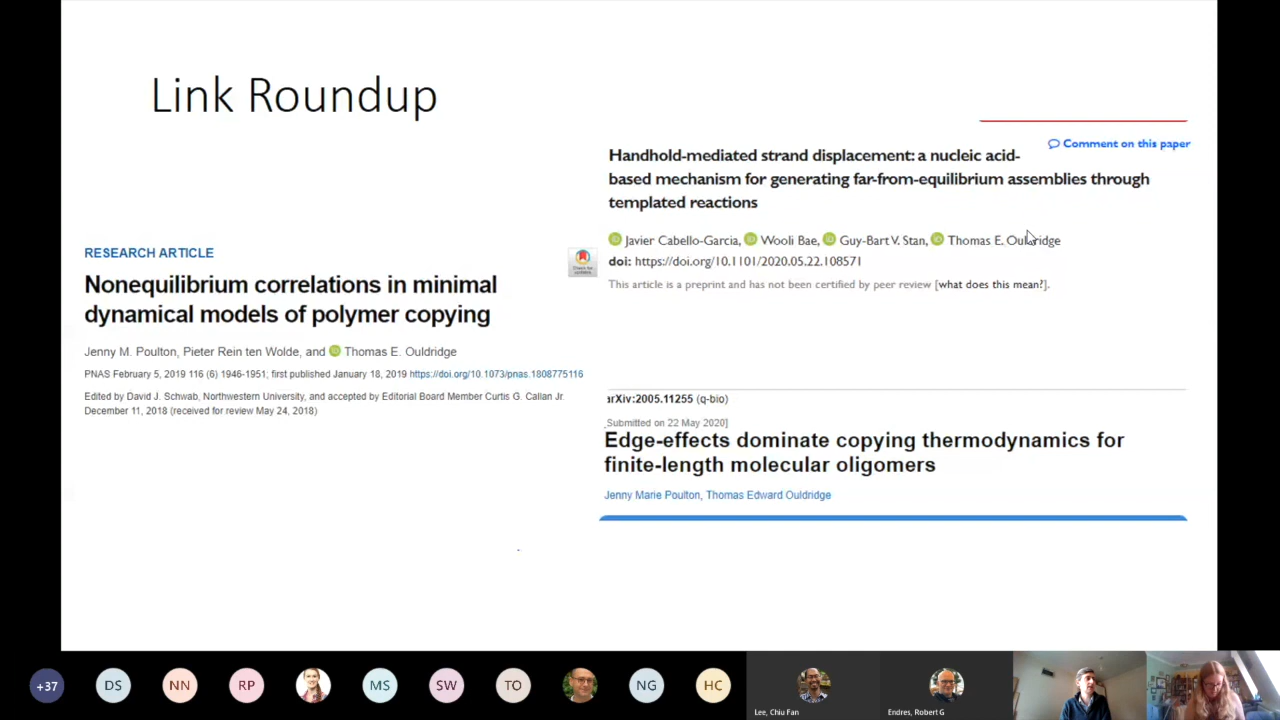 Link Roundup
RESEARCH ARTICLE
Nonequilibrium correlations in minimal
dynamical models of polymer copying
Jenny M. Poulton, Pieter Rein ten Wolde, and Thomas E. Ouldridge
PNAS February 5, 2019 116 (6) 1946-1951; first published January 18, 2019 https://doi.org/10.1073/pnas.1808775116
Edited by David J. Schwab, Northwestern University, and accepted by Editorial Board Member Curtis G. Callan Jr.
December 11, 2018 (received for review May 24, 2018)
Check for
updates
Comment on this paper
Handhold-mediated strand displacement: a nucleic acid-
based mechanism for generating far-from-equilibrium assemblies through
templated reactions
iD Javier Cabello-Garcia, iD Wooli Bae, iD Guy-Bart V. Stan, iD Thomas E. Ouldridge
doi: https://doi.org/10.1101/2020.05.22.108571
This article is a preprint and has not been certified by peer review [what does this mean?].
arXiv:2005.11255 (q-bio)
[Submitted on 22 May 2020]
Edge-effects dominate copying thermodynamics for
finite-length molecular oligomers
Jenny Marie Poulton, Thomas Edward Ouldridge
+37
DS
NN
RP
MS
SW
TO
NG
HC
Lee, Chiu Fan
Endres, Robert G